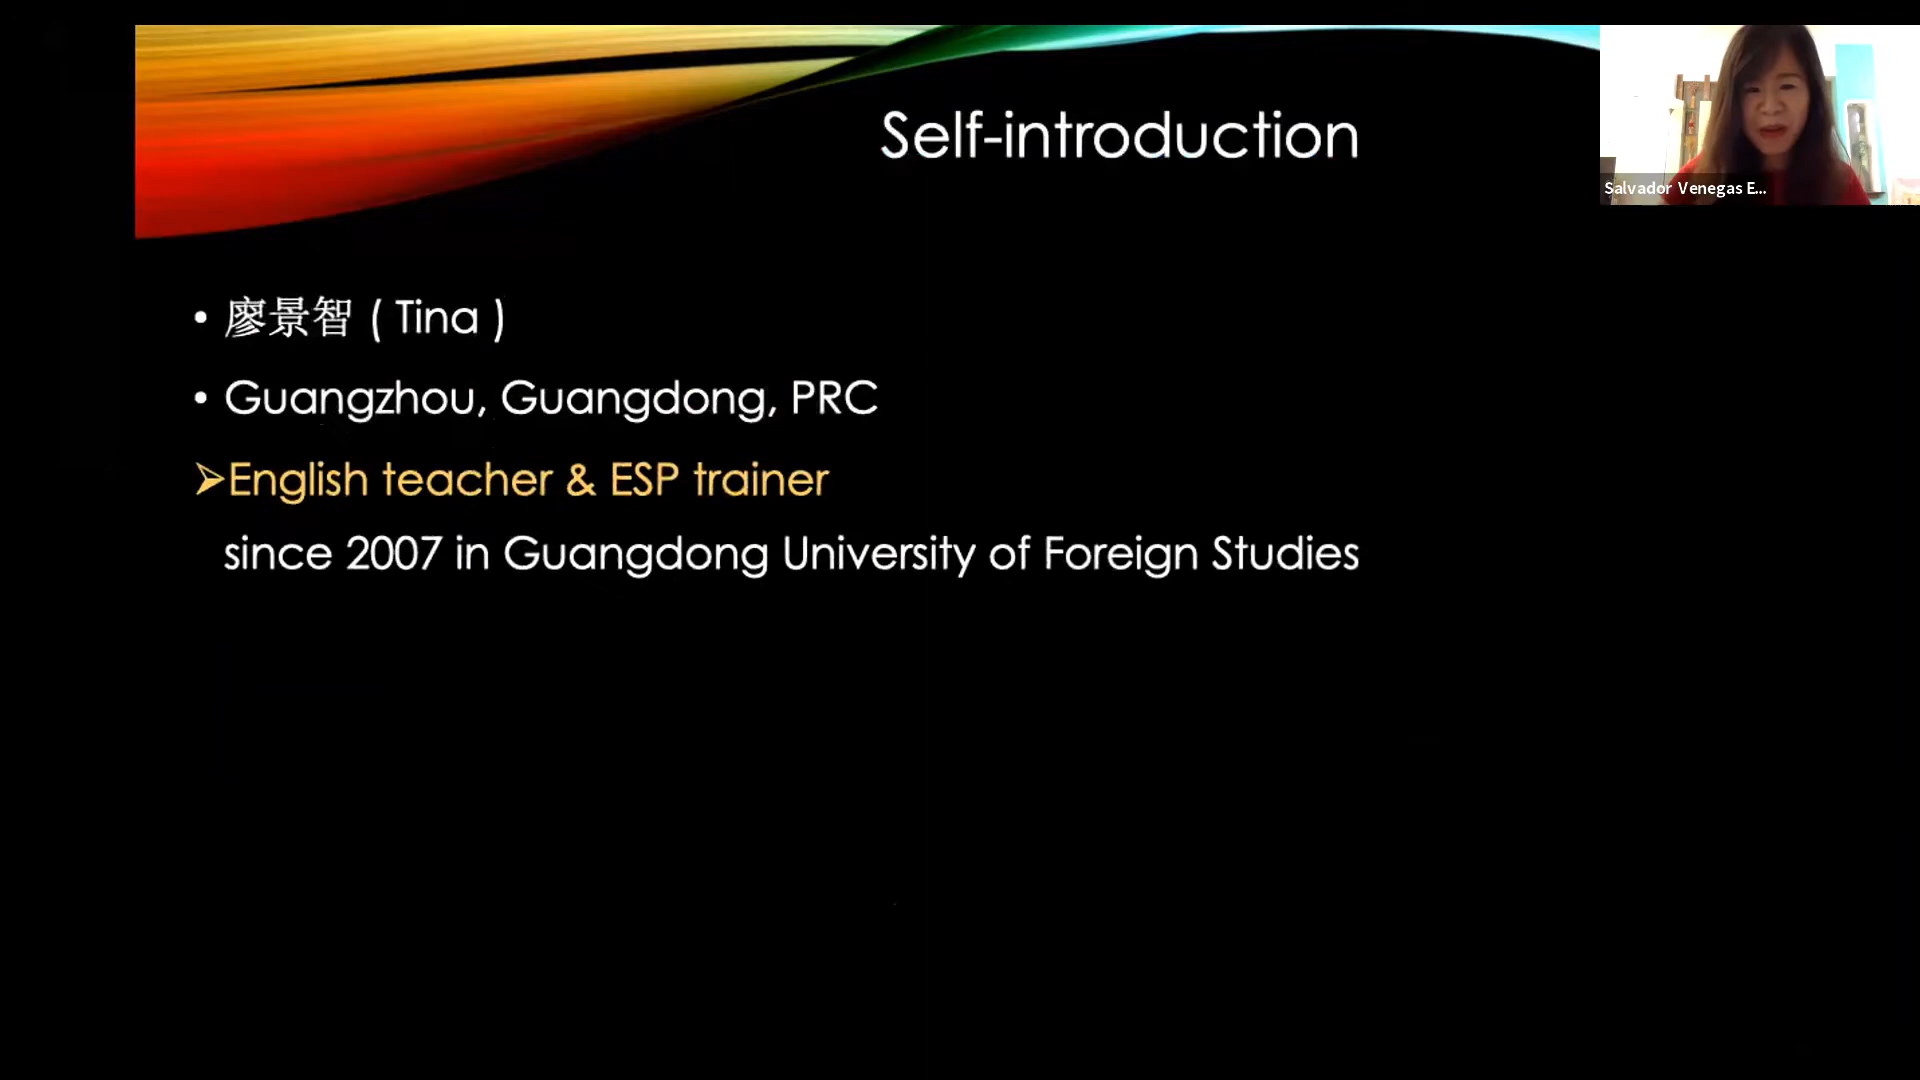 Self-introduction
Salvador Venegas E...
• 廖景智 ( Tina )
• Guangzhou, Guangdong, PRC
➢English teacher & ESP trainer
since 2007 in Guangdong University of Foreign Studies